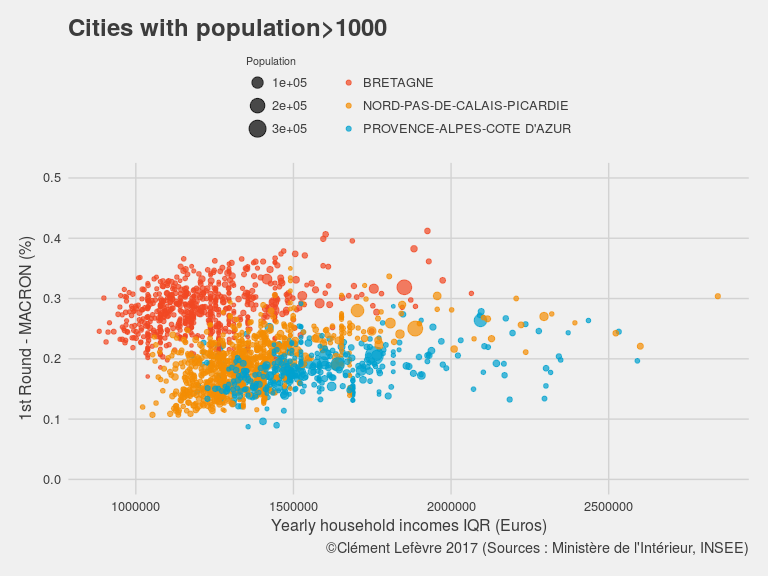 Cities with population>1000
Population
1e+05
2e+05
3e+05
BRETAGNE
NORD-PAS-DE-CALAIS-PICARDIE
PROVENCE-ALPES-COTE D'AZUR
1st Round - MACRON (%)
0.5
0.4
0.3
0.2
0.1
0.0
1000000 1500000 2000000 2500000
Yearly household incomes IQR (Euros)
©Clément Lefèvre 2017 (Sources : Ministère de l'Intérieur, INSEE)